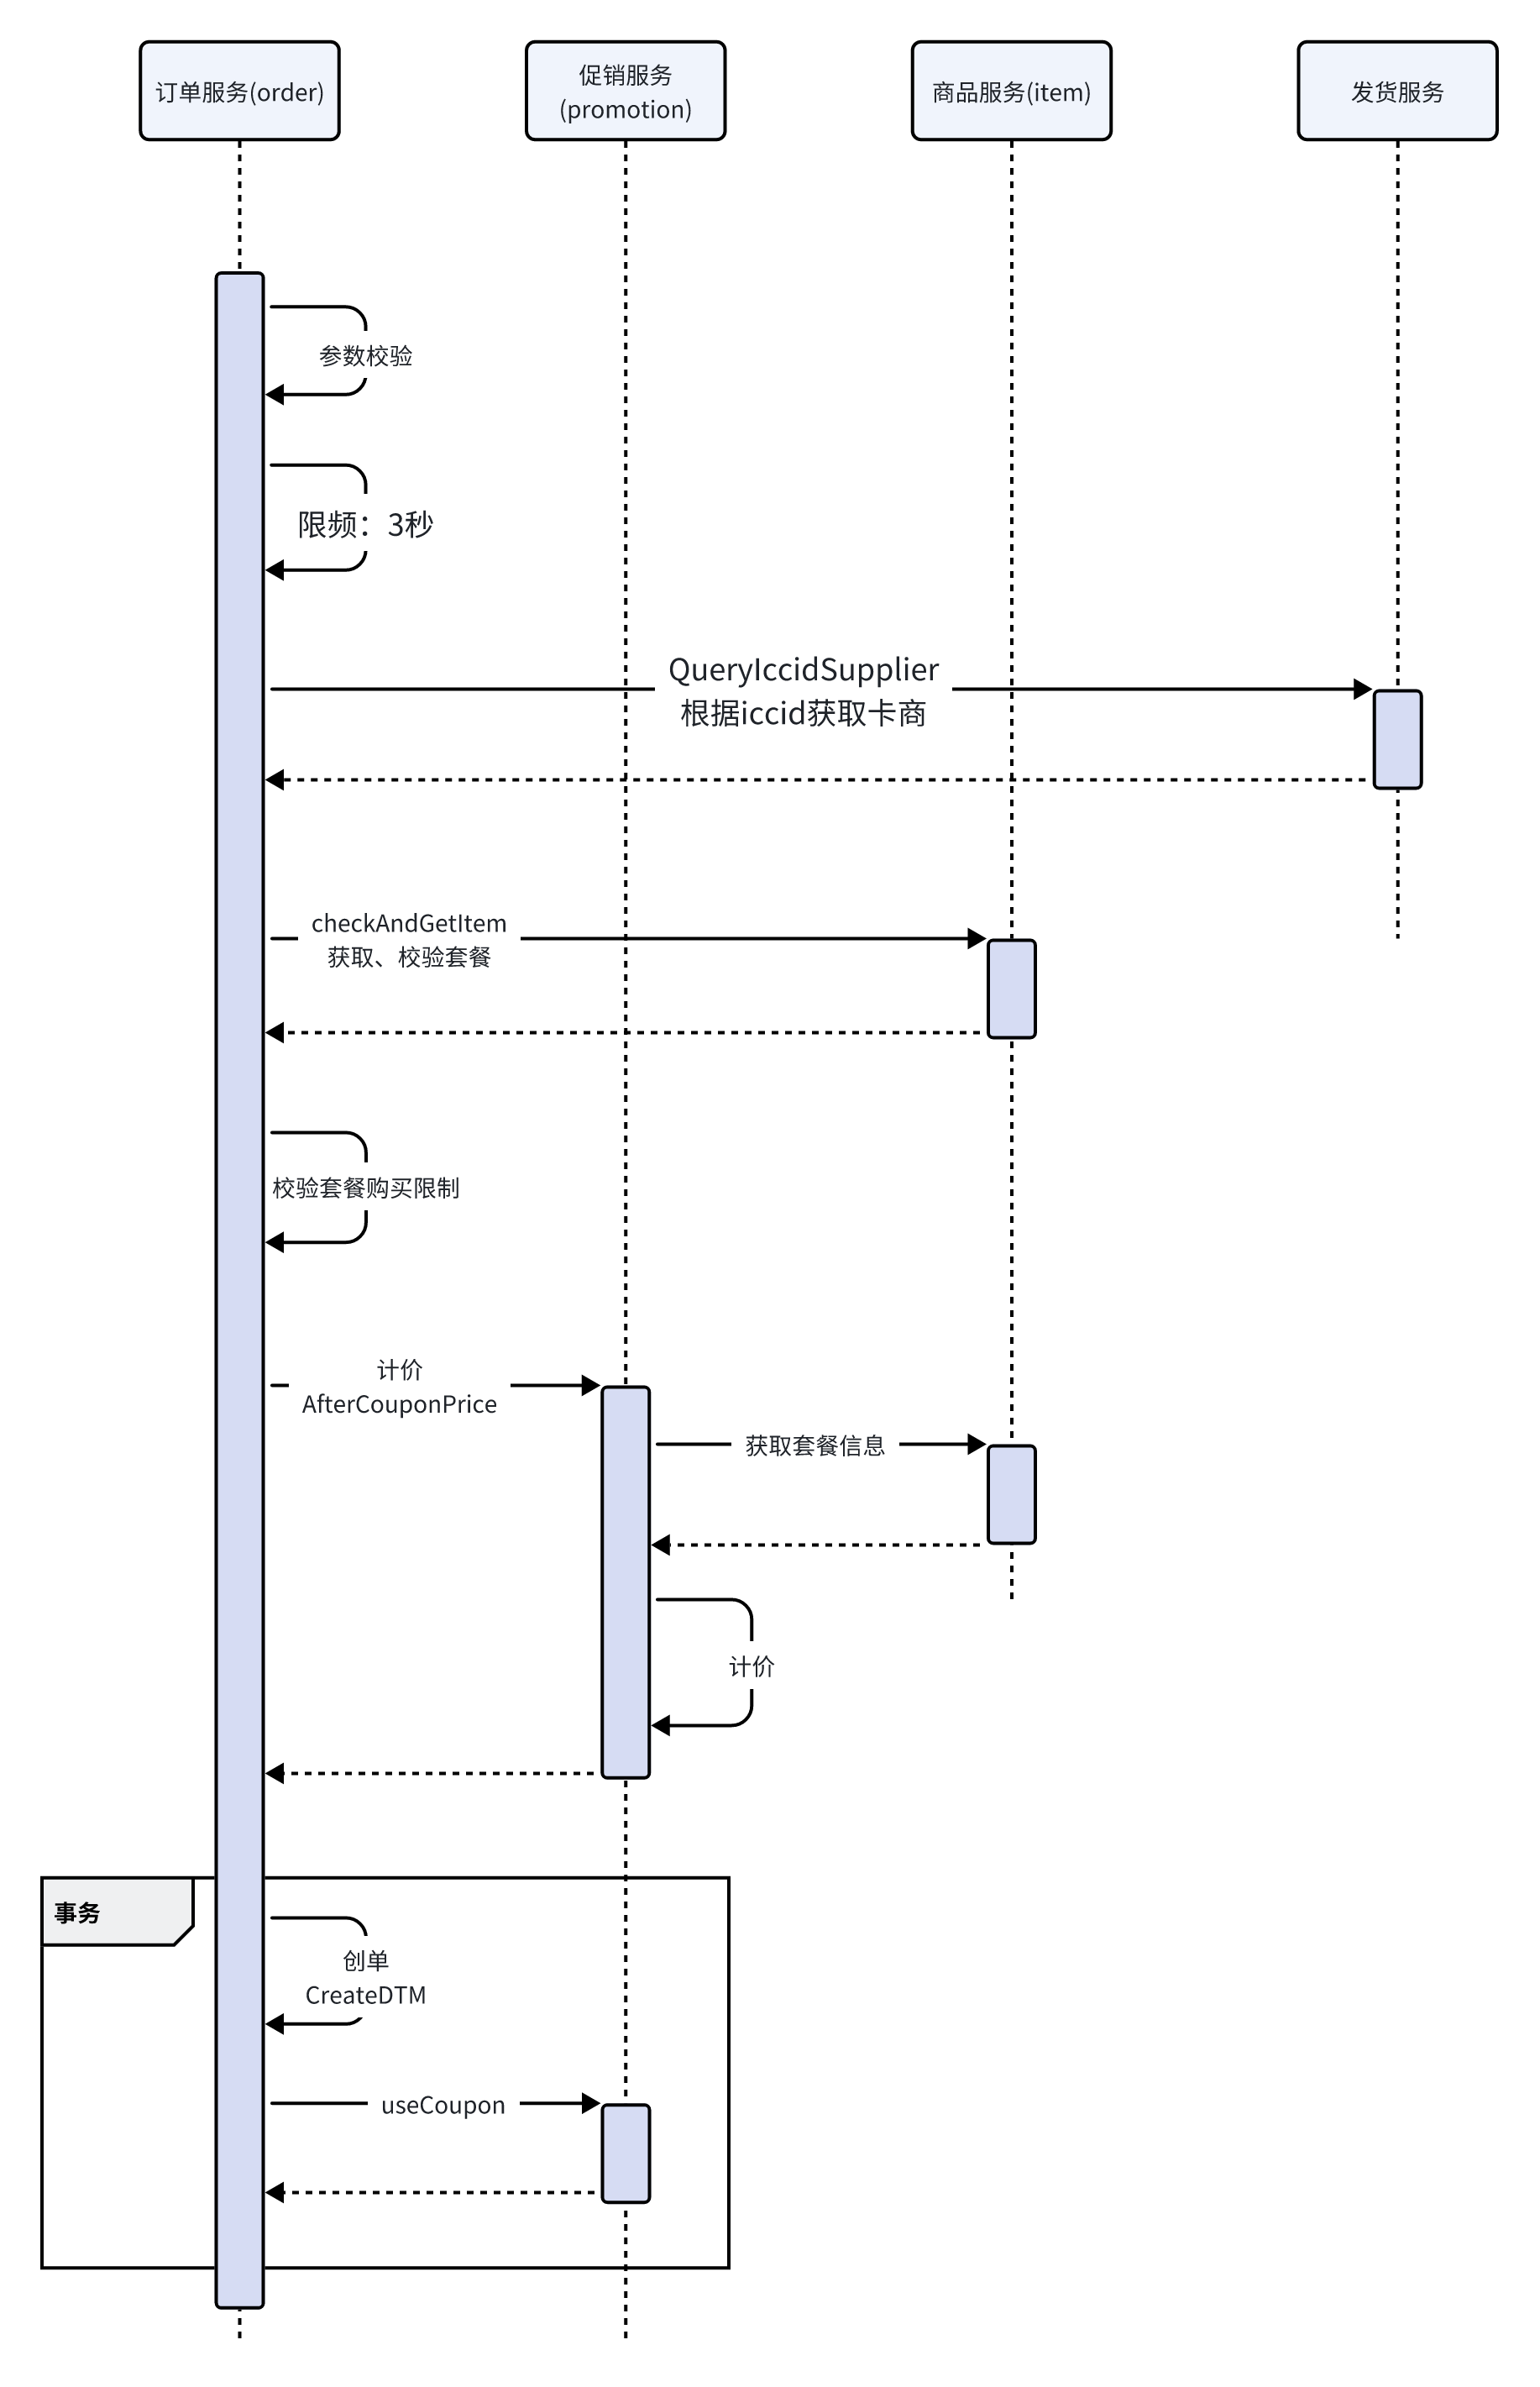 订单服务(order)
促销服务
(promotion)
商品服务(item)
发货服务
参数校验
限频：3秒
QueryIccidSupplier
根据iccid获取卡商
checkAndGetItem
获取、校验套餐
校验套餐购买限制
计价
AfterCouponPrice
获取套餐信息
计价
事务
创单
CreateDTM
useCoupon